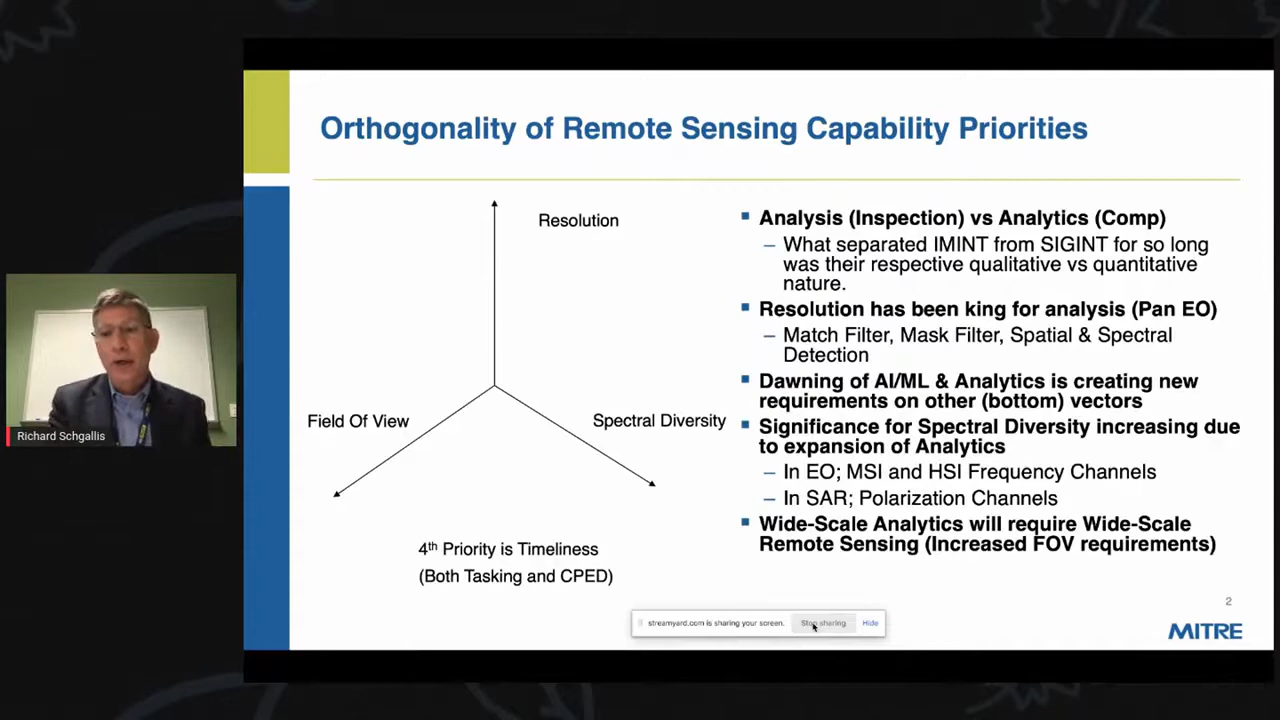 Orthogonality of Remote Sensing Capability Priorities
Resolution
Field Of View
Spectral Diversity
4th Priority is Timeliness
(Both Tasking and CPED)
Analysis (Inspection) vs Analytics (Comp)
– What separated IMINT from SIGINT for so long
was their respective qualitative vs quantitative
nature.
Resolution has been king for analysis (Pan EO)
– Match Filter, Mask Filter, Spatial & Spectral
Detection
Dawning of AI/ML & Analytics is creating new
requirements on other (bottom) vectors
Significance for Spectral Diversity increasing due
to expansion of Analytics
– In EO; MSI and HSI Frequency Channels
– In SAR; Polarization Channels
Wide-Scale Analytics will require Wide-Scale
Remote Sensing (Increased FOV requirements)
2
MITRE
streamyard.com is sharing your screen.
Stop sharing
Hide
Richard Schgallis